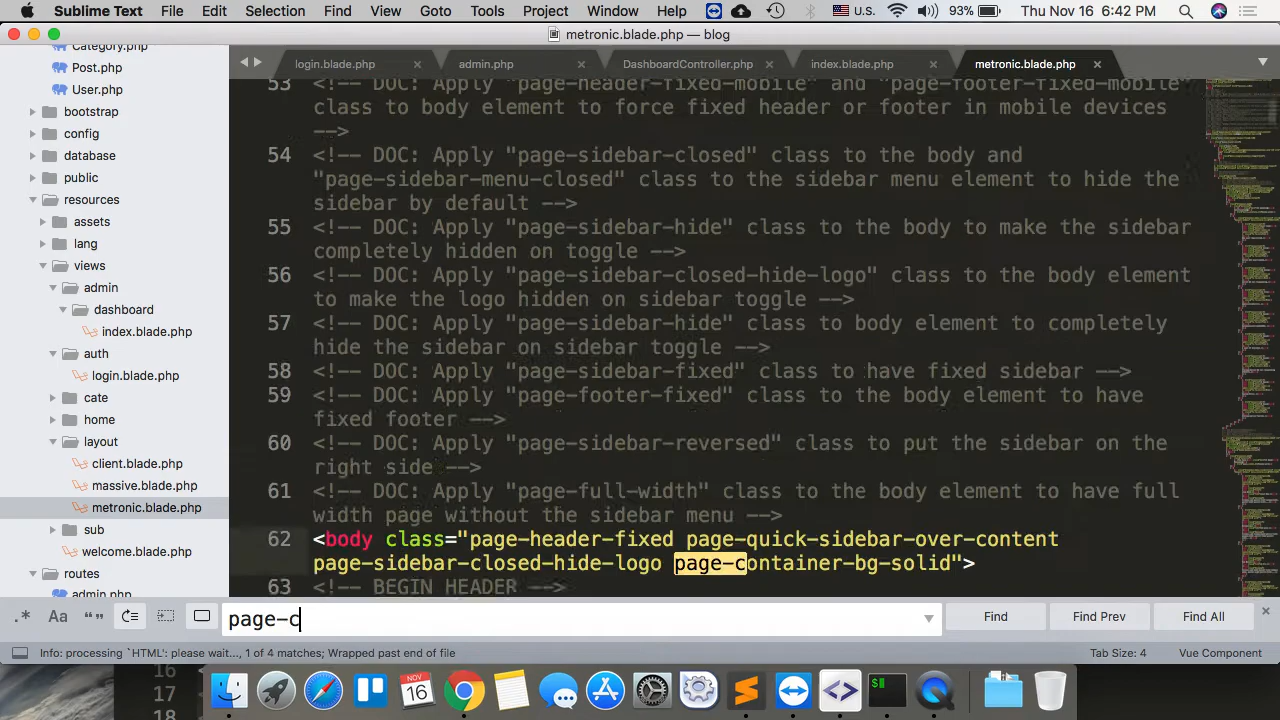 Sublime Text File Edit Selection Find View Goto Tools Project Window Help U.S. 93% Thu Nov 16 6:42 PM
metronic.blade.php — blog
login.blade.php × admin.php × DashboardController.php × index.blade.php × metronic.blade.php ×
Category.php
Post.php
User.php
bootstrap
config
database
public
resources
assets
lang
views
admin
dashboard
index.blade.php
auth
login.blade.php
cate
home
layout
client.blade.php
massive.blade.php
metronic.blade.php
sub
welcome.blade.php
routes
admin.php
53 <!-- DOC: Apply "page-header-fixed-mobile" and "page-footer-fixed-mobile"
class to body element to force fixed header or footer in mobile devices
-->
54 <!-- DOC: Apply "page-sidebar-closed" class to the body and
"page-sidebar-menu-closed" class to the sidebar menu element to hide the
sidebar by default -->
55 <!-- DOC: Apply "page-sidebar-hide" class to the body to make the sidebar
completely hidden on toggle -->
56 <!-- DOC: Apply "page-sidebar-closed-hide-logo" class to the body element
to make the logo hidden on sidebar toggle -->
57 <!-- DOC: Apply "page-sidebar-hide" class to body element to completely
hide the sidebar on sidebar toggle -->
58 <!-- DOC: Apply "page-sidebar-fixed" class to have fixed sidebar -->
59 <!-- DOC: Apply "page-footer-fixed" class to the body element to have
fixed footer -->
60 <!-- DOC: Apply "page-sidebar-reversed" class to put the sidebar on the
right side -->
61 <!-- DOC: Apply "page-full-width" class to the body element to have full
width page without the sidebar menu -->
62 <body class="page-header-fixed page-quick-sidebar-over-content
page-sidebar-closed-hide-logo page-container-bg-solid">
63 <!-- BEGIN HEADER -->
.* Aa “” page-c Find Find Prev Find All ×
Info: processing `HTML': please wait..., 1 of 4 matches; Wrapped past end of file Tab Size: 4 Vue Component
16
17
18
NOV
16
$